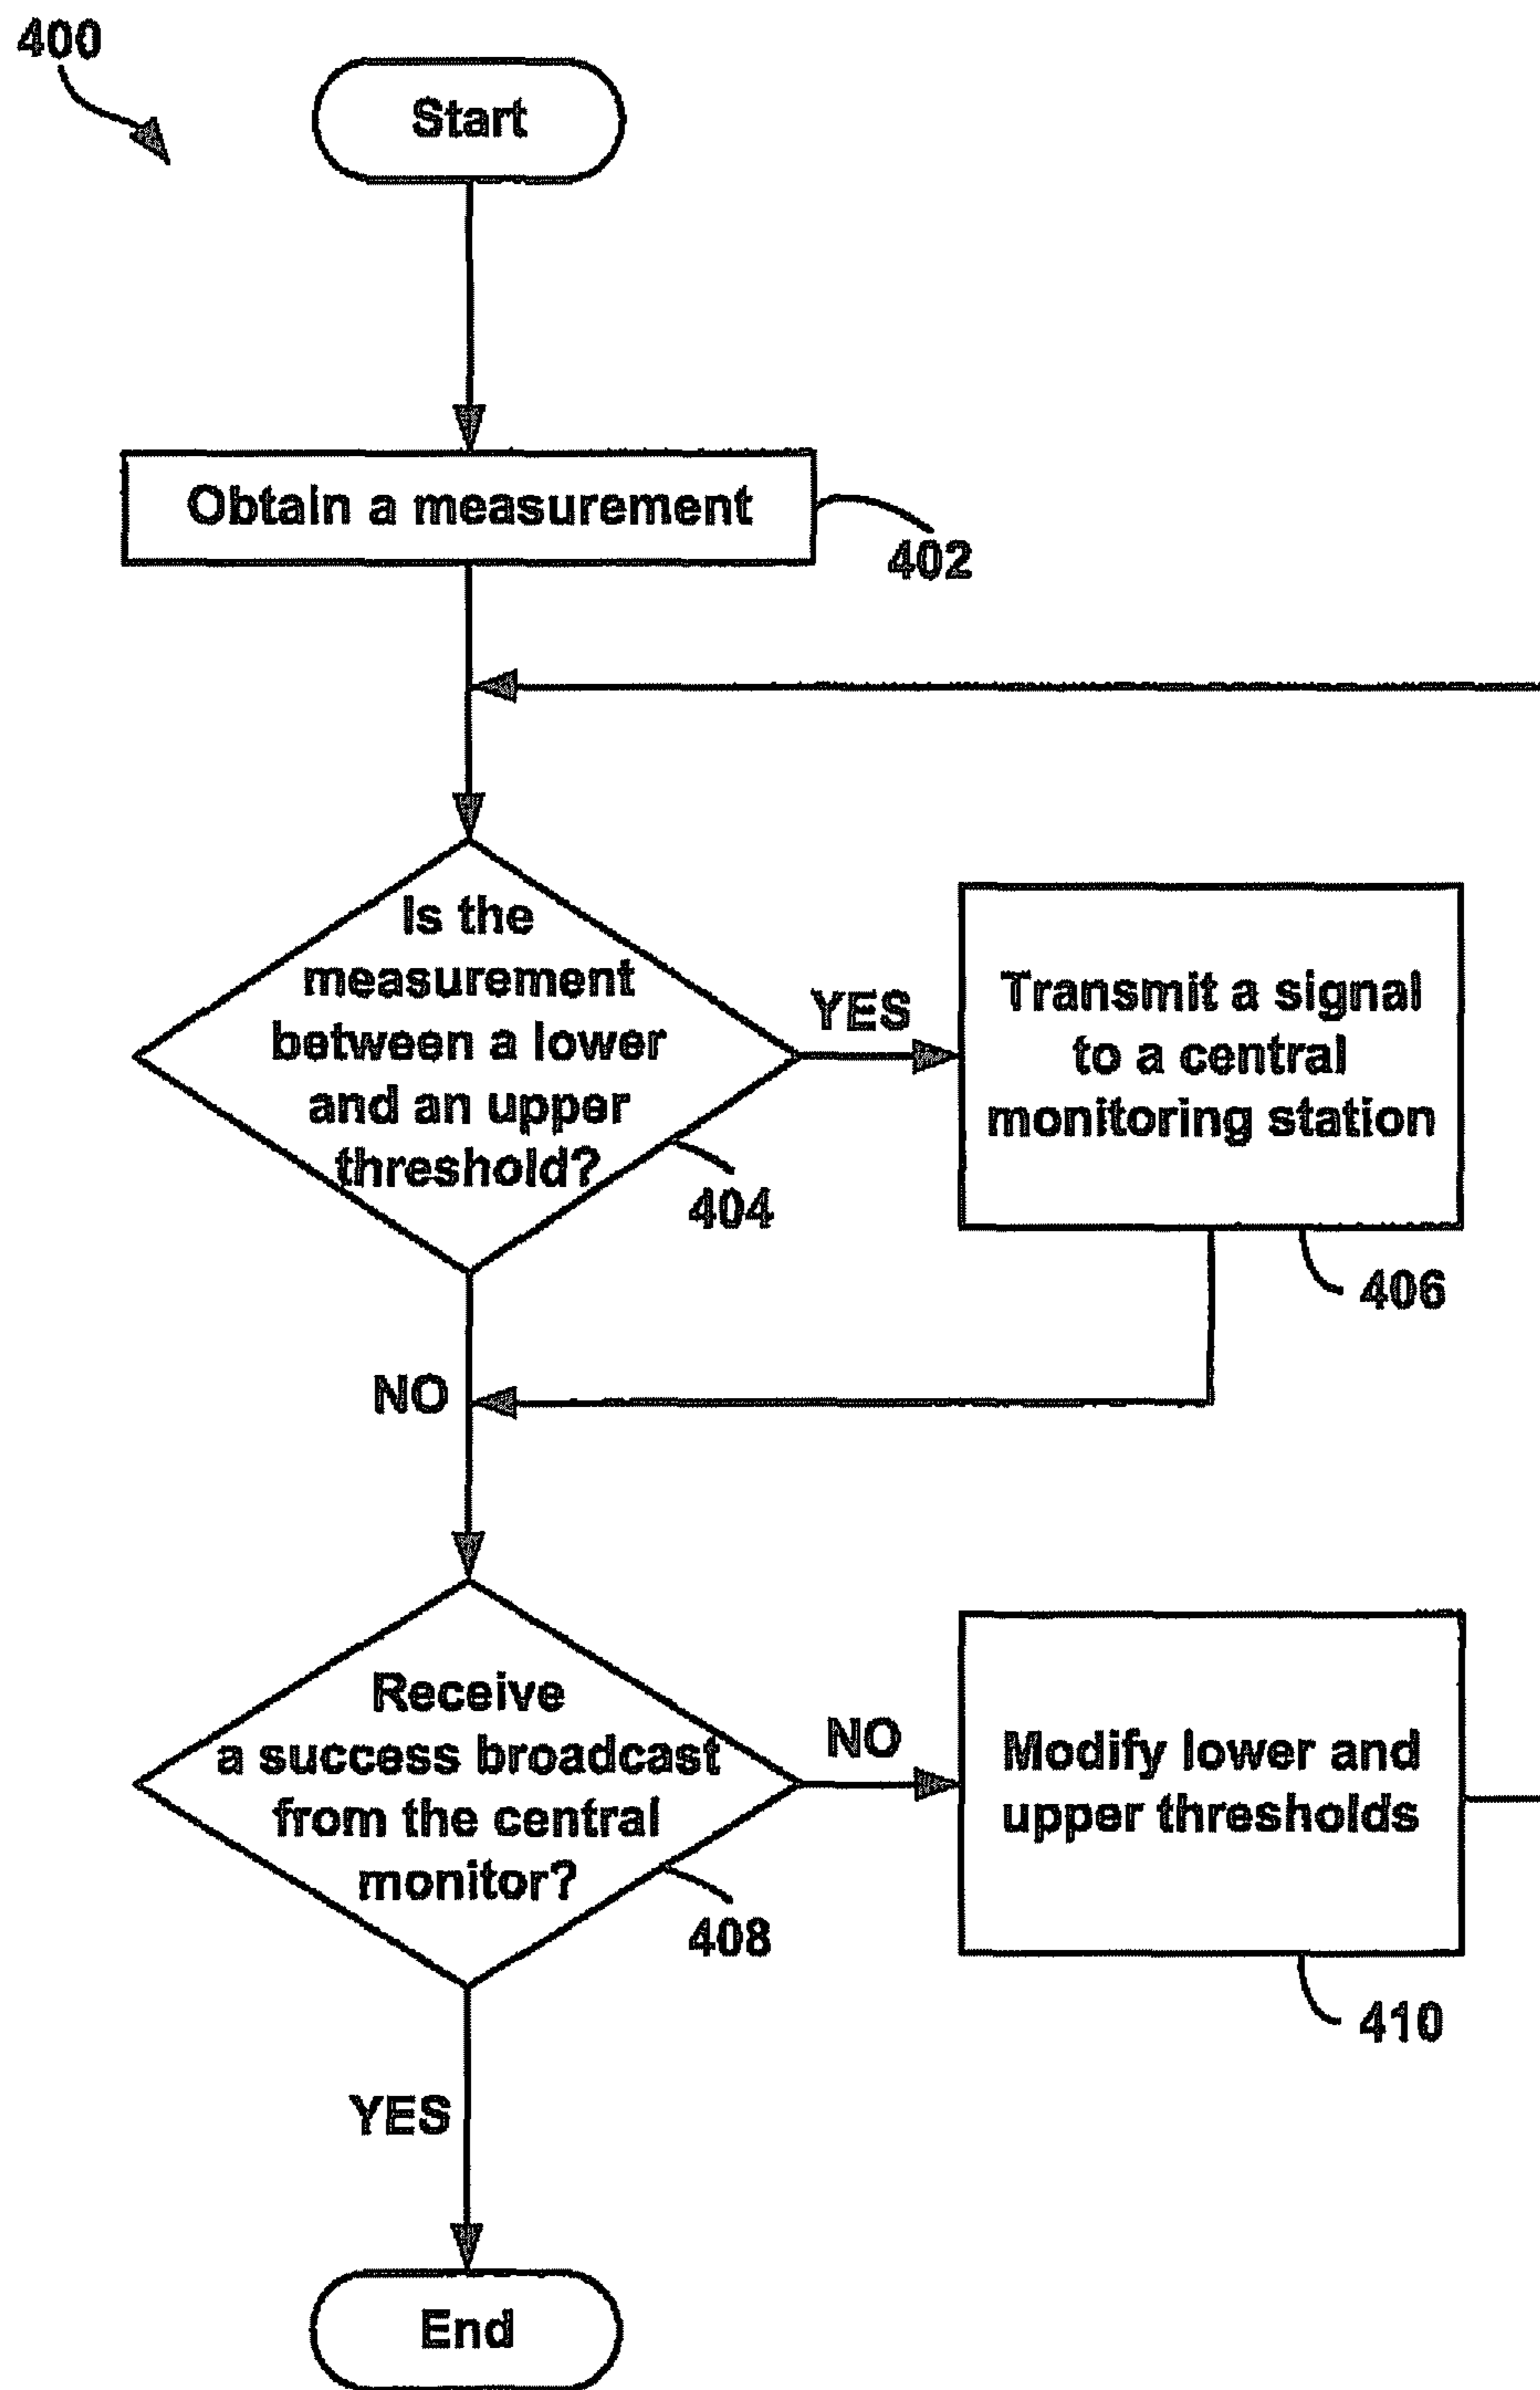 400
Start
Obtain a measurement
402
Is the
measurement
between a lower
and an upper
threshold?
404
YES
Transmit a signal
to a central
monitoring station
406
NO
Receive
a success broadcast
from the central
monitor?
408
NO
Modify lower and
upper thresholds
410
YES
End